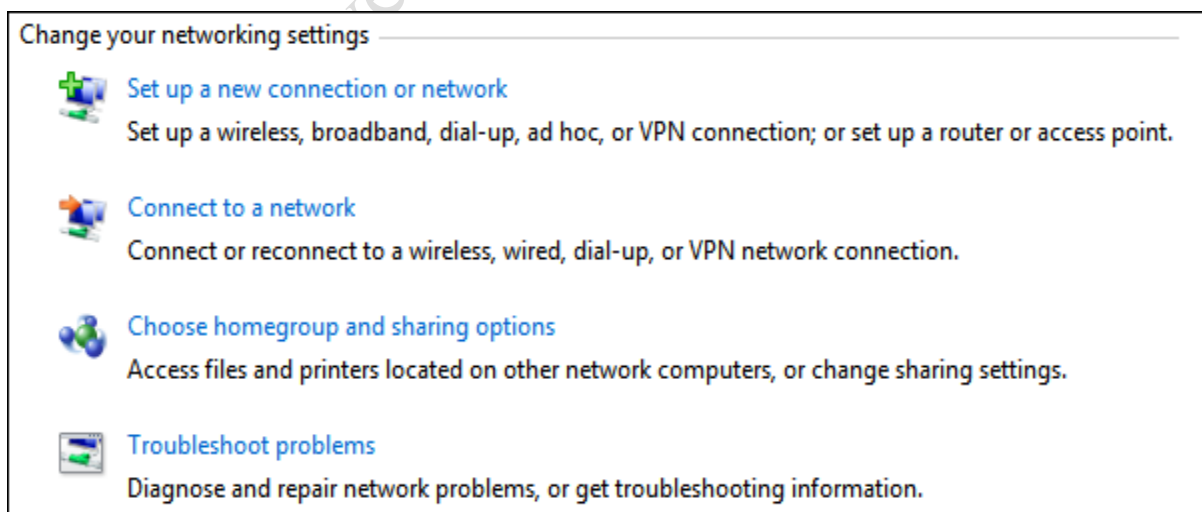 Change your networking settings
Set up a new connection or network
Set up a wireless, broadband, dial-up, ad hoc, or VPN connection; or set up a router or access point.
Connect to a network
Connect or reconnect to a wireless, wired, dial-up, or VPN network connection.
Choose homegroup and sharing options
Access files and printers located on other network computers, or change sharing settings.
Troubleshoot problems
Diagnose and repair network problems, or get troubleshooting information.